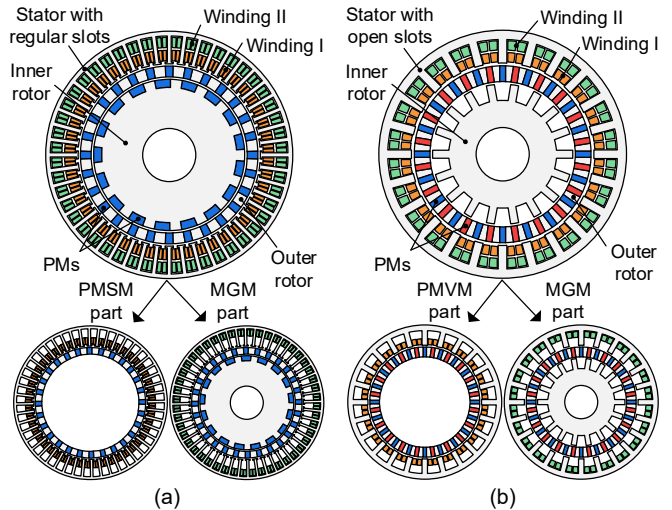 Stator with
regular slots
Winding II
Winding I
Inner
rotor
PMs
Outer
rotor
PMSM
part
MGM
part
(a)
Stator with
open slots
Winding II
Winding I
Inner
rotor
PMs
Outer
rotor
PMVM
part
MGM
part
(b)